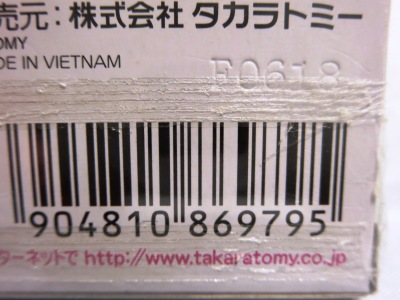 売元：株式会社 タカラトミー
OMY
DE IN VIETNAM
F0618
904810 869795
ターネットで http://www.takaratomy.co.jp